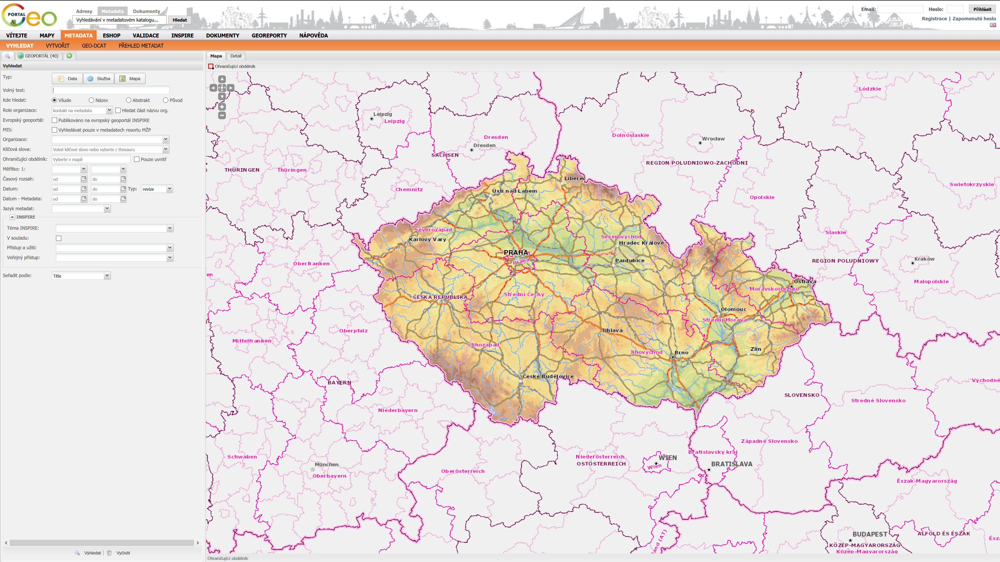 PORTAL
Geo
Adresy Metadata Dokumenty
Vyhledávání v metadatovém katalogu... Hledat
Email: Heslo: Přihlásit
Registrace | Zapomenuté heslo
VÍTEJTE MAPY METADATA ESHOP VALIDACE INSPIRE DOKUMENTY GEOREPORTY NÁPOVĚDA
VYHLEDAT VYTVOŘIT GEO-DCAT PŘEHLED METADAT
GEOPORTÁL (40)
Vyhledat
Typ: Data Služba Mapa
Volný text:
Kde hledat: Všude Název Abstrakt Původ
Role organizace: kontakt na metadata Hledat část názvu org.
Evropský geoportál: Publikováno na evropský geoportál INSPIRE
MIS: Vyhledávat pouze v metadatech resortu MŽP
Organizace:
Klíčová slova: Volné klíčové slovo nebo vyberte z thesauru
Ohraničující obdélník: Vyberte v mapě Pouze uvnitř
Měřítko: 1:
Časový rozsah: od do
Datum: od do Typ: revize
Datum - Metadata: od do
Jazyk metadat:
INSPIRE
Téma INSPIRE:
V souladu:
Přístup a užití:
Veřejný přístup:
Seřadit podle: Title
Vyhledat | Vyčistit
Mapa Detail
Ohraničující obdélník
Lódzkie
Leipzig
Leipzig
Dolnoslaskie
Dresden
Wrocław
Dresden
SACHSEN
REGION POLUDNIOWO-ZACHODNI
THÜRINGEN
Thüringen
Liberec
Swietokrzyskie
Chemnitz
Ústí nad Labem
Opolskie
Severozápad
Slaskie
Karlovy Vary
Severovýchod
Hradec Králové
PRAHA
Praha
Pardubice
REGION POLUDNIOWY
Kraków
Oberfranken
en
Ostrava
Malopolskie
Moravskoslezsko
Střední Čechy
ČESKÁ REPUBLIKA
Olomouc
Střední Morava
Oberpfalz
Jihlava
Mittelfranken
Jihozápad
Zlín
Jihovýchod
Brno
České Budějovice
Východné
BAYERN
SLOVENSKO
Stredné Slovensko
Niederbayern
Západné Slovensko
Bratislavský kraj
Schwaben
Niederösterreich
WIEN
OSTÖSTERREICH
Wien
BRATISLAVA
München
Oberösterreich
Oberbayern
Észak-Magyarország
land (AT)
BUDAPEST
ALFÖLD ÉS ÉSZAK
Ész
KÖZÉP-MAGYARORSZÁG
Közép-Magyarország
Ohraničující obdélník: